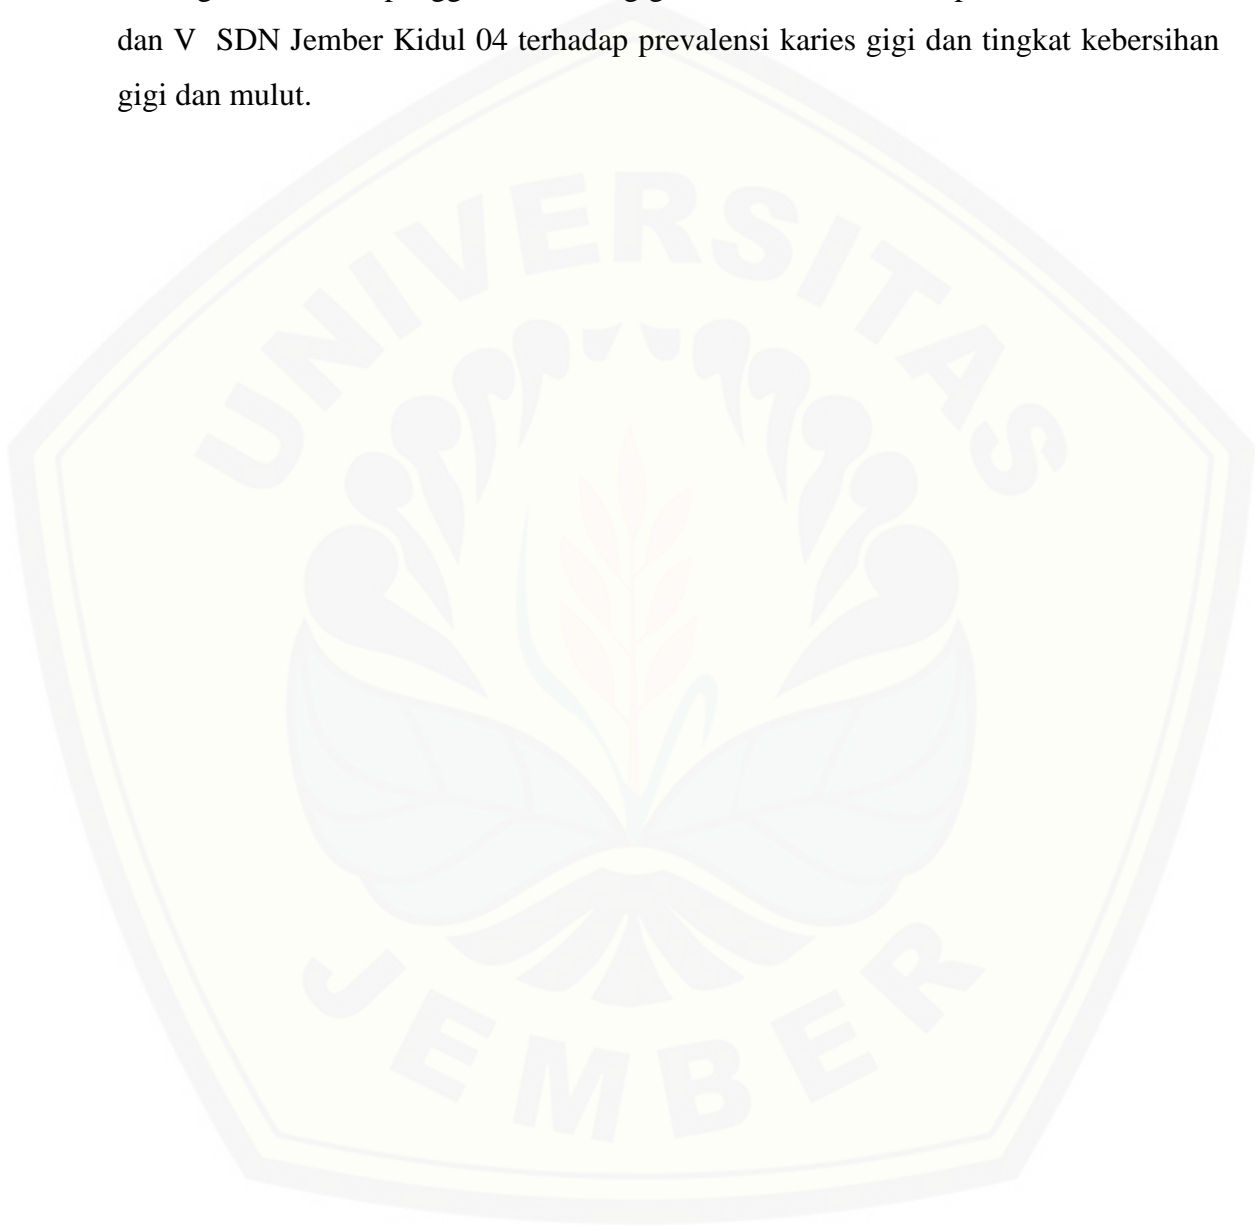 dan V SDN Jember Kidul 04 terhadap prevalensi karies gigi dan tingkat kebersihan
gigi dan mulut.
UNIVERSITAS
JEMBER